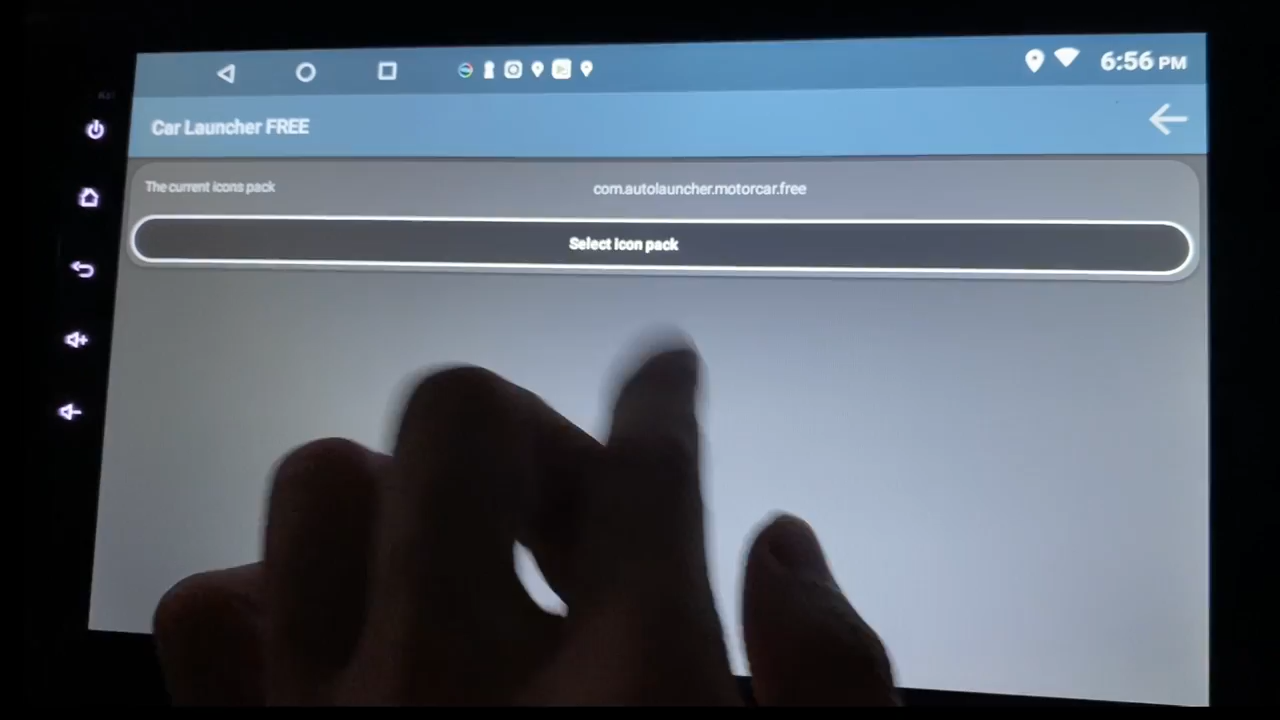 6:56 PM
Car Launcher FREE
The current icons pack
com.autolauncher.motorcar.free
Select icon pack